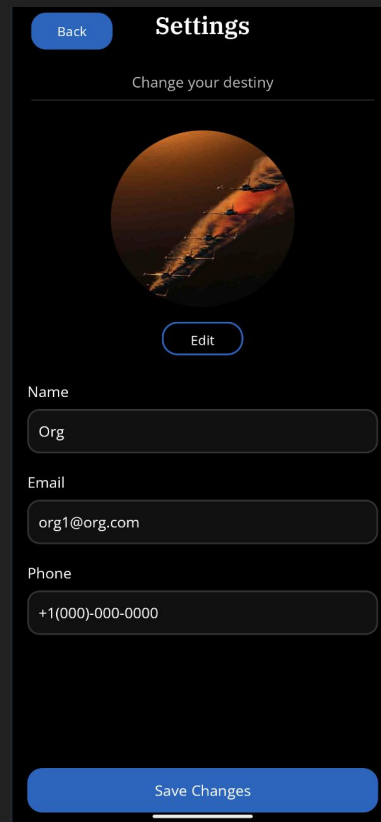 Back
Settings
Change your destiny
Edit
Name
Org
Email
org1@org.com
Phone
+1(000)-000-0000
Save Changes